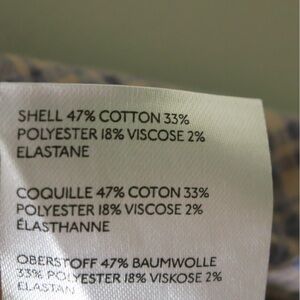 SHELL 47% COTTON 33%
POLYESTER 18% VISCOSE 2%
ELASTANE
COQUILLE 47% COTON 33%
POLYESTER 18% VISCOSE 2%
ÉLASTHANNE
OBERSTOFF 47% BAUMWOLLE
33% POLYESTER 18% VISKOSE 2%
ELASTAN